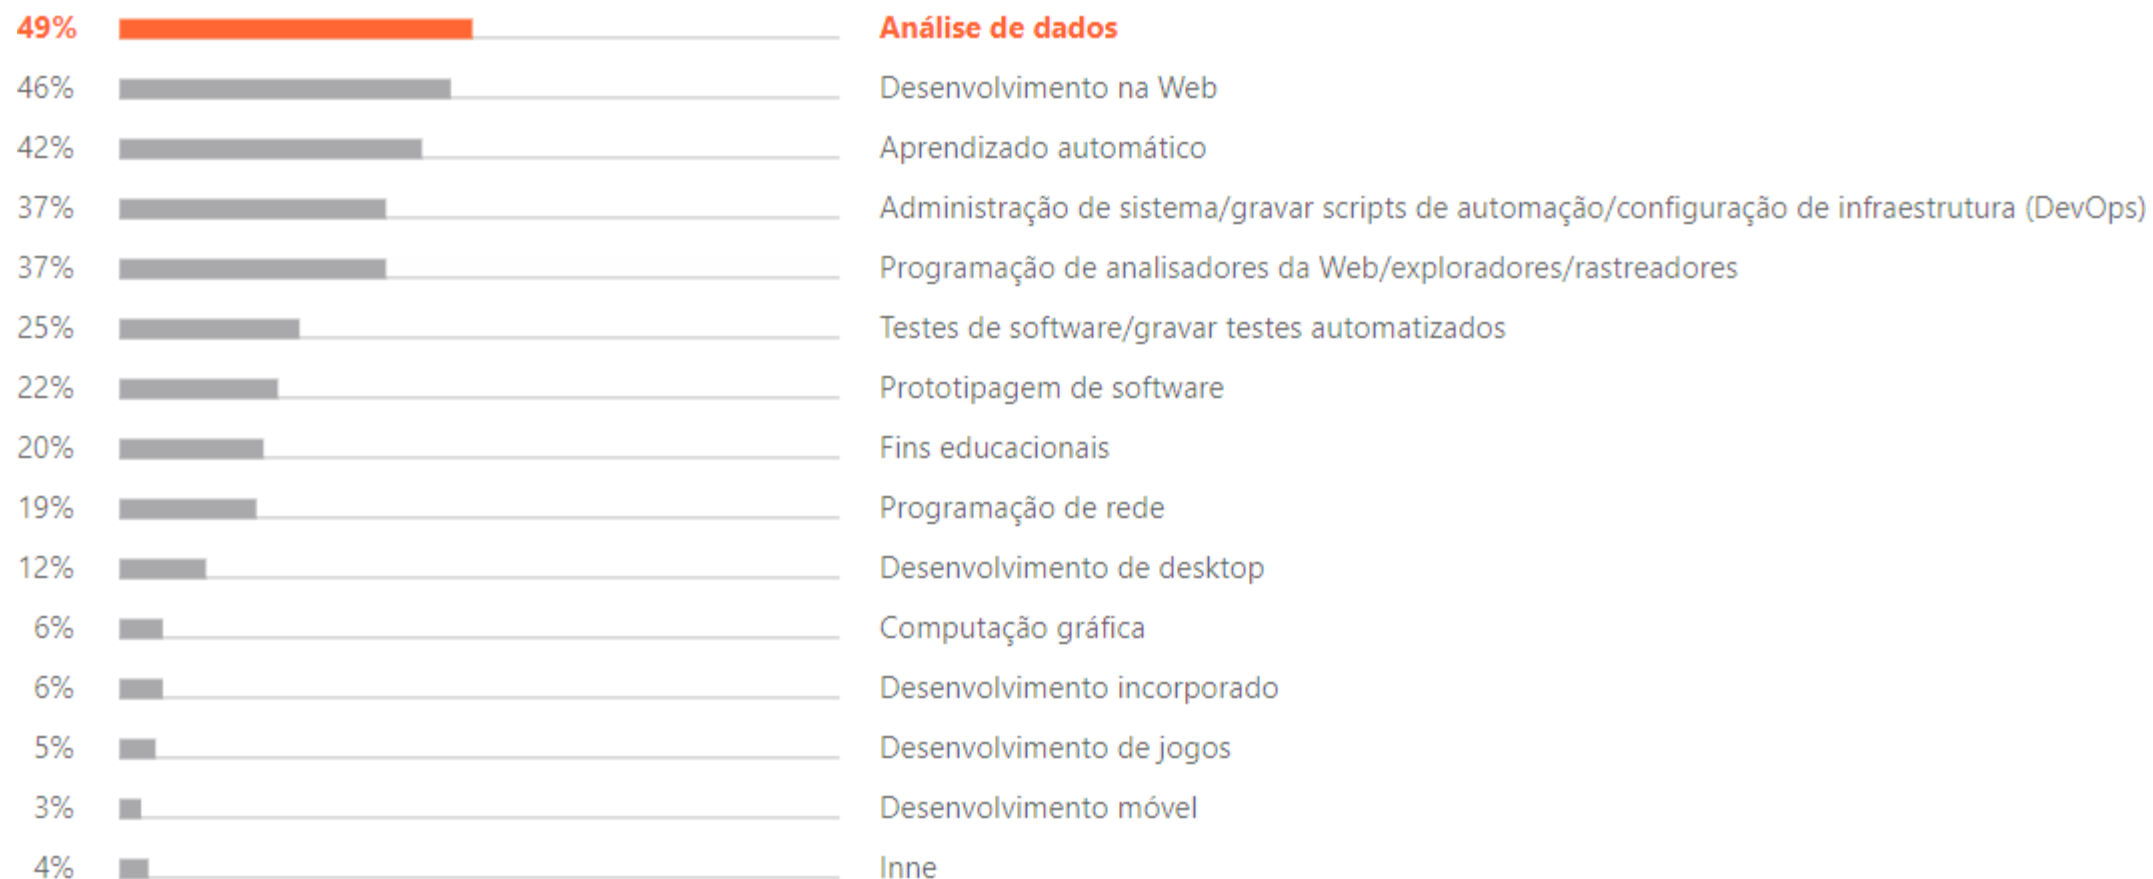 49% Análise de dados
46% Desenvolvimento na Web
42% Aprendizado automático
37% Administração de sistema/gravar scripts de automação/configuração de infraestrutura (DevOps)
37% Programação de analisadores da Web/exploradores/rastreadores
25% Testes de software/gravar testes automatizados
22% Prototipagem de software
20% Fins educacionais
19% Programação de rede
12% Desenvolvimento de desktop
6% Computação gráfica
6% Desenvolvimento incorporado
5% Desenvolvimento de jogos
3% Desenvolvimento móvel
4% Inne